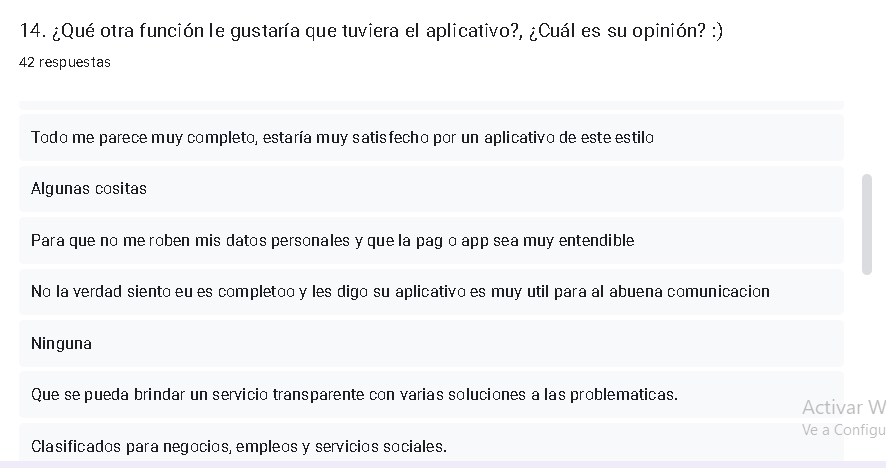 14. ¿Qué otra función le gustaría que tuviera el aplicativo?, ¿Cuál es su opinión? :)
42 respuestas
Todo me parece muy completo, estaría muy satisfecho por un aplicativo de este estilo
Algunas cositas
Para que no me roben mis datos personales y que la pag o app sea muy entendible
No la verdad siento eu es completoo y les digo su aplicativo es muy util para al abuena comunicacion
Ninguna
Que se pueda brindar un servicio transparente con varias soluciones a las problematicas.
Activar W
Ve a Configu
Clasificados para negocios, empleos y servicios sociales.